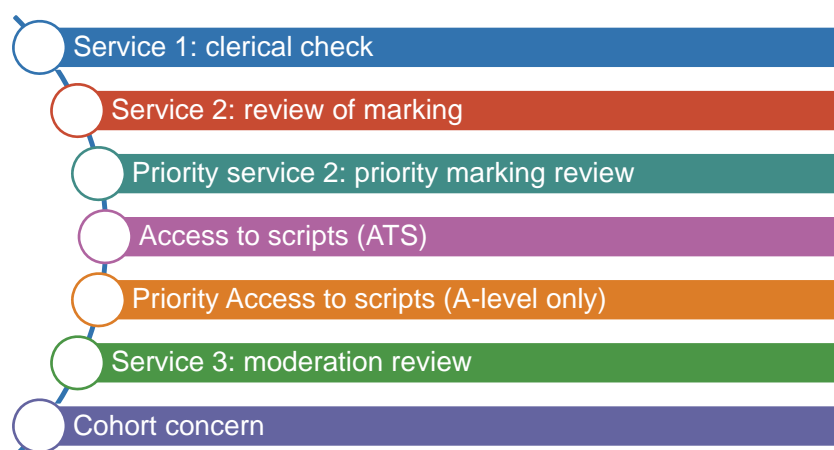 Service 1: clerical check
Service 2: review of marking
Priority service 2: priority marking review
Access to scripts (ATS)
Priority Access to scripts (A-level only)
Service 3: moderation review
Cohort concern